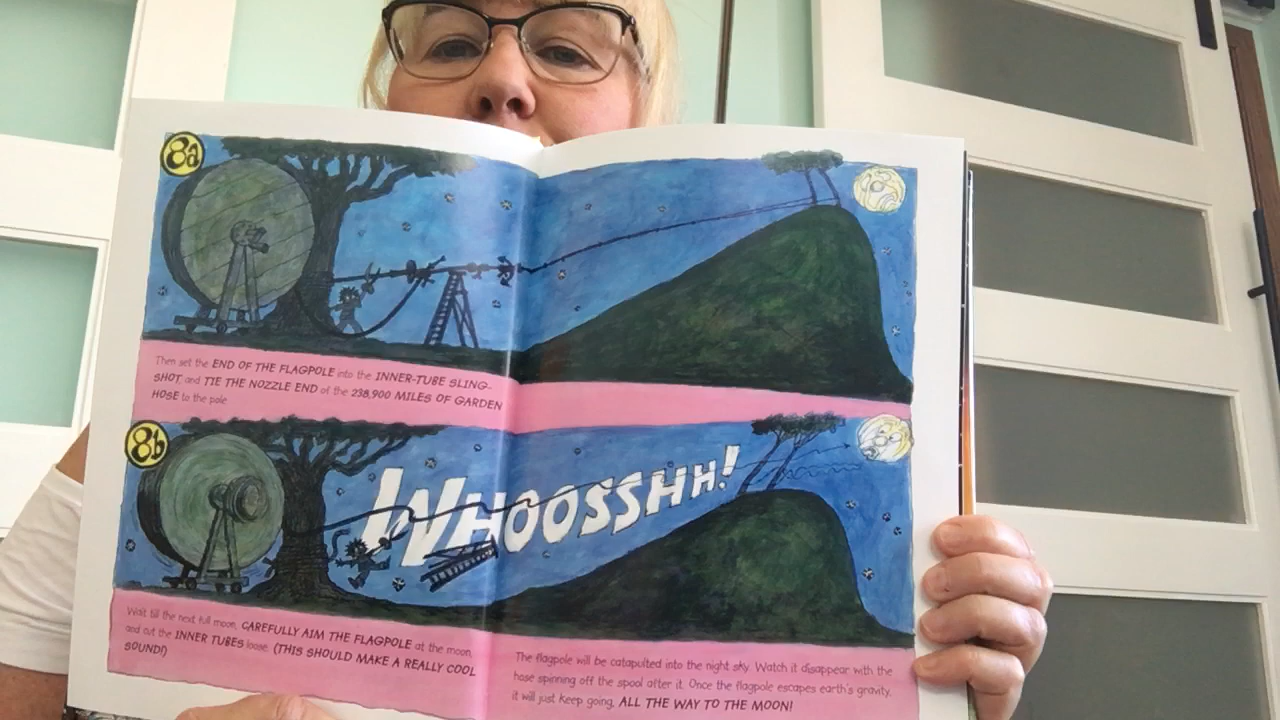 8a
Then set the END OF THE FLAGPOLE into the INNER-TUBE SLING-
SHOT, and TIE THE NOZZLE END of the 238,900 MILES OF GARDEN
HOSE to the pole.
8b
WHOOSSHH!
Wait till the next full moon, CAREFULLY AIM THE FLAGPOLE at the moon,
and cut the INNER TUBES loose. (THIS SHOULD MAKE A REALLY COOL
SOUND!)
The flagpole will be catapulted into the night sky. Watch it disappear with the
hose spinning off the spool after it. Once the flagpole escapes earth's gravity,
it will just keep going, ALL THE WAY TO THE MOON!